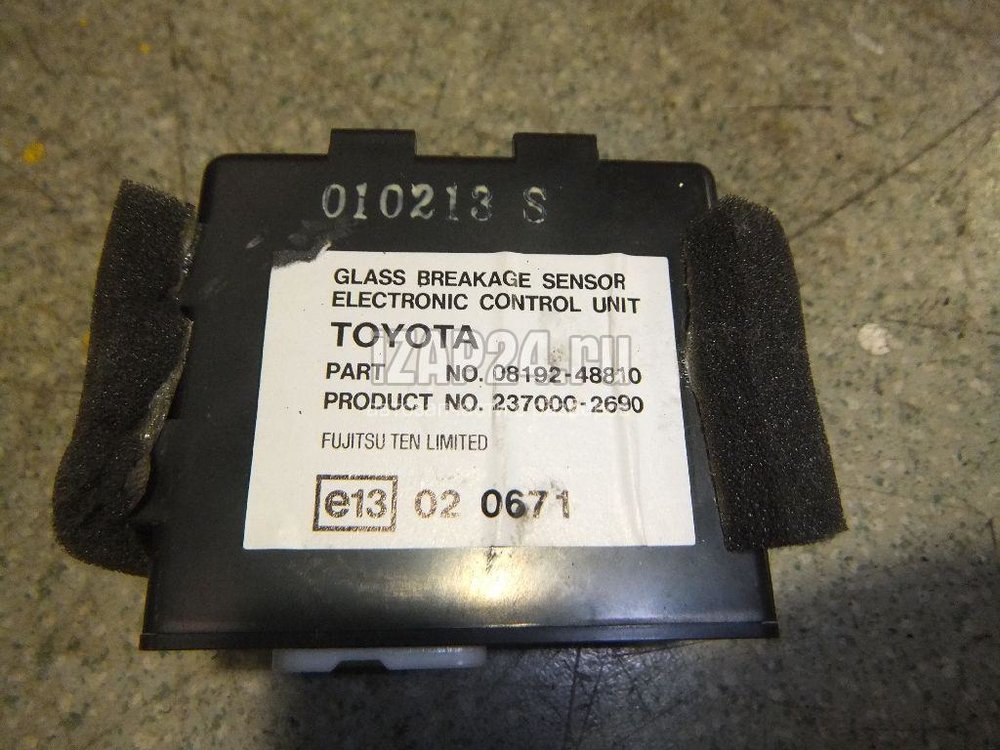 010213 S
GLASS BREAKAGE SENSOR
ELECTRONIC CONTROL UNIT
TOYOTA
IZAP24.ru
PART NO. 08192-48810
PRODUCT NO. 237000-2690
FUJITSU TEN LIMITED
e13 02 0671